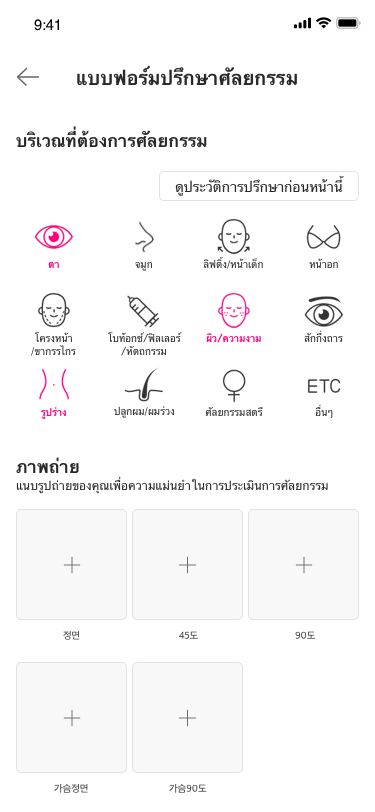 9:41
แบบฟอร์มปรึกษาศัลยกรรม
บริเวณที่ต้องการศัลยกรรม
ดูประวัติการปรึกษาก่อนหน้านี้
ตา
จมูก
ลิฟติ้ง/หน้าเด็ก
หน้าอก
โครงหน้า
/ขากรรไกร
โบท้อกซ์/ฟิลเลอร์
/หัตถกรรม
ผิว/ความงาม
สักกึ่งถาร
รูปร่าง
ปลูกผม/ผมร่วง
ศัลยกรรมสตรี
ETC
อื่นๆ
ภาพถ่าย
แนบรูปถ่ายของคุณเพื่อความแม่นยำในการประเมินการศัลยกรรม
정면
45도
90도
가슴정면
가슴90도